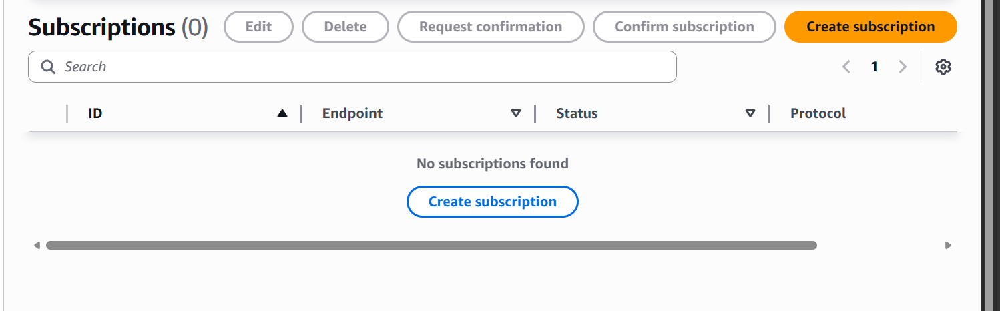 Subscriptions (0) Edit Delete Request confirmation Confirm subscription Create subscription
Search 1
ID Endpoint Status Protocol
No subscriptions found
Create subscription